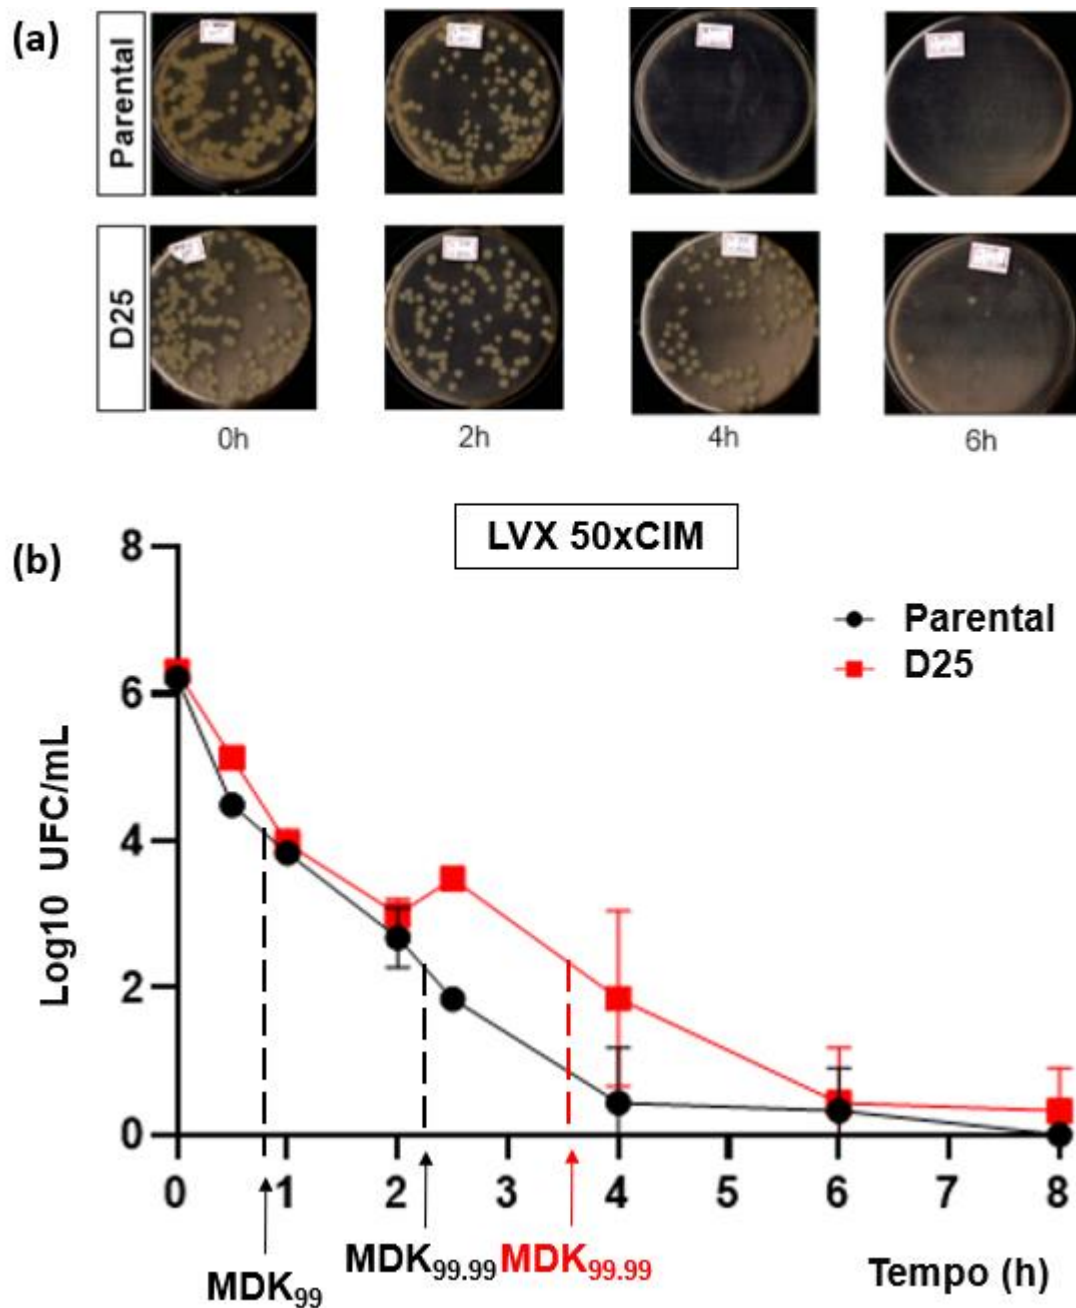 (a)
Parental
D25
0h 2h 4h 6h
LVX 50xCIM
(b)
Parental
D25
Log10 UFC/mL
8
6
4
2
0
0 1 2 3 4 5 6 7 8
MDK99 MDK99.99 MDK99.99
Tempo (h)